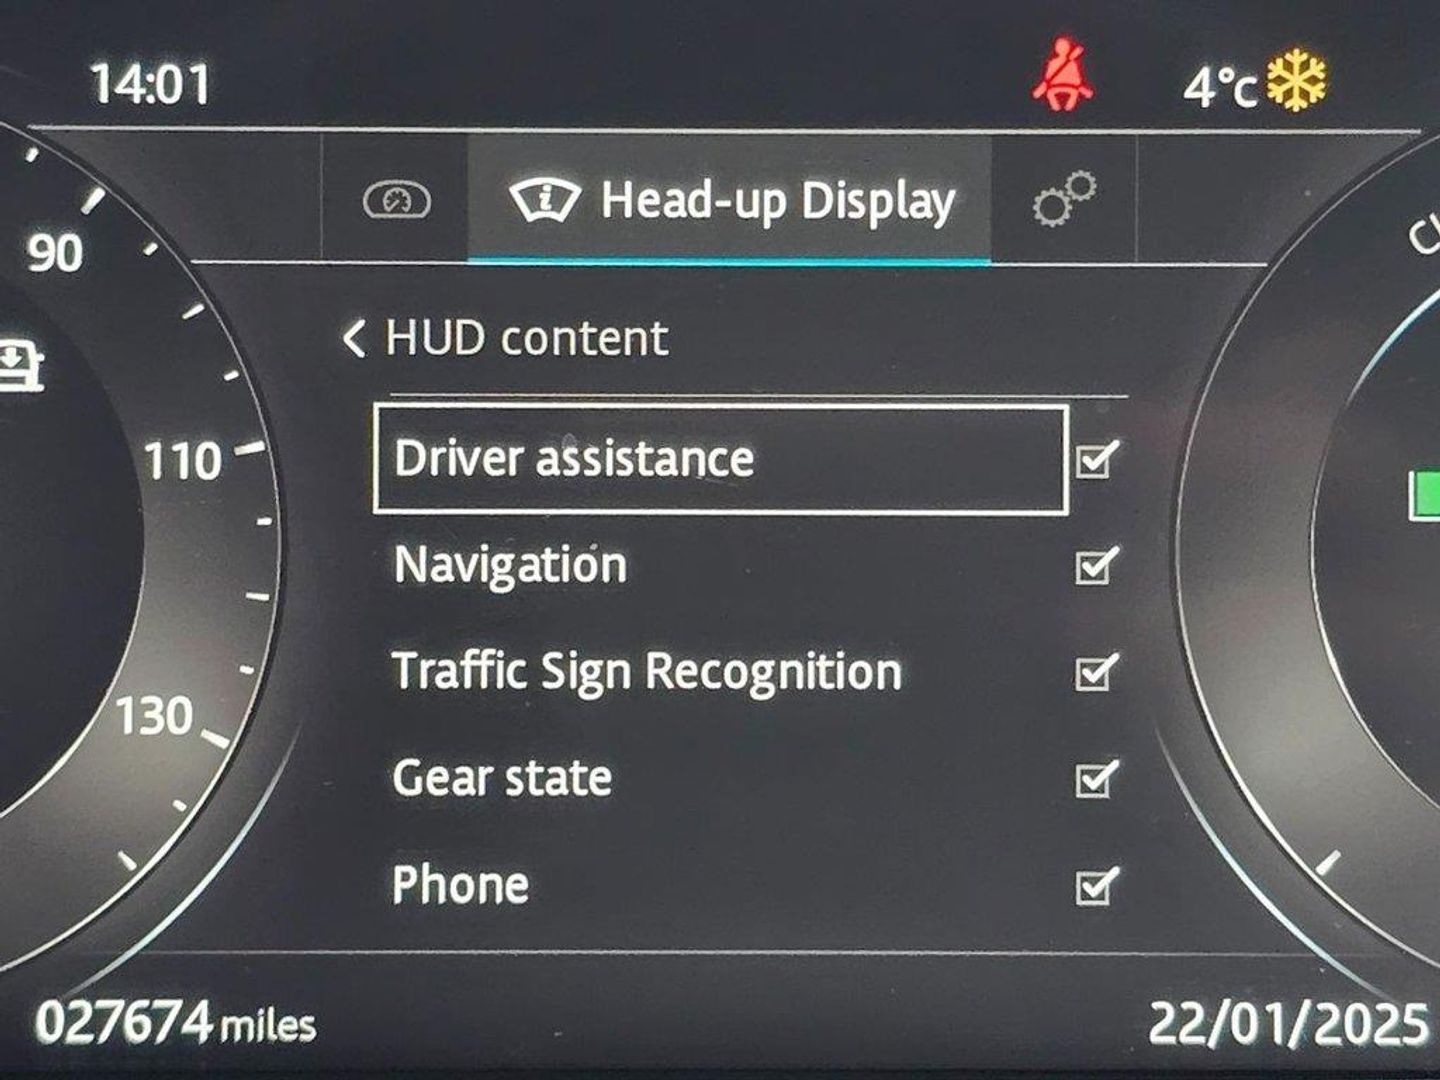 14:01
4°c
Head-up Display
90
HUD content
Driver assistance
110
Navigation
Traffic Sign Recognition
130
Gear state
Phone
027674 miles
22/01/2025